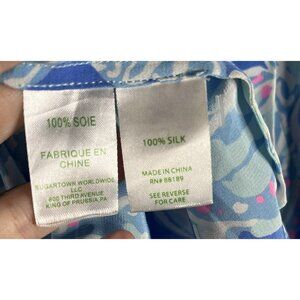 100% SOIE
FABRIQUE EN
CHINE
SUGARTOWN WORLDWIDE
LLC
800 THIRD AVENUE
KING OF PRUSSIA, PA
100% SILK
MADE IN CHINA
RN# 88189
SEE REVERSE
FOR CARE